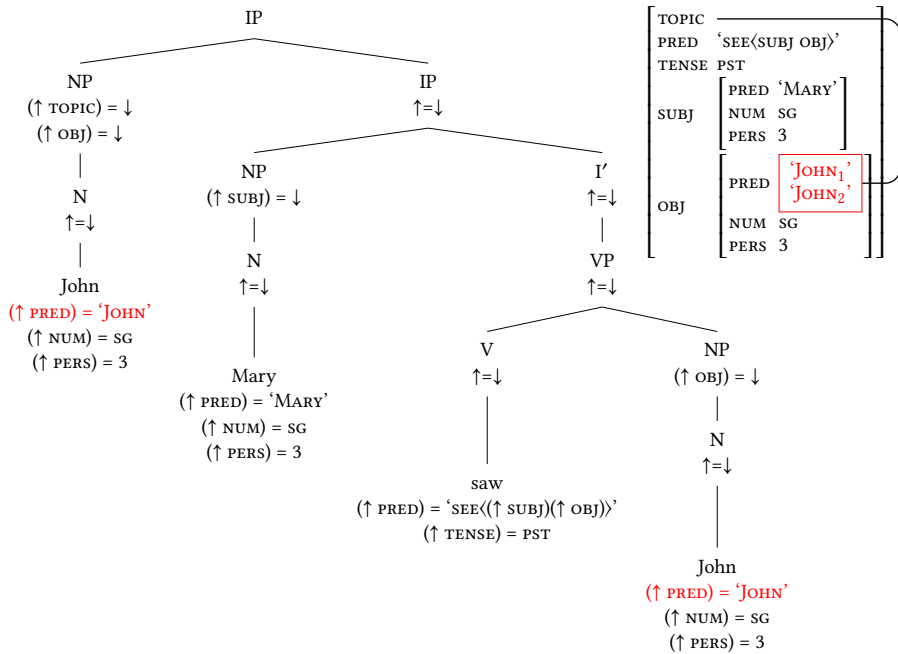 IP
NP
(↑ TOPIC) = ↓
(↑ OBJ) = ↓
N
↑=↓
John
(↑ PRED) = ‘JOHN’
(↑ NUM) = SG
(↑ PERS) = 3
IP
↑=↓
NP
(↑ SUBJ) = ↓
N
↑=↓
Mary
(↑ PRED) = ‘MARY’
(↑ NUM) = SG
(↑ PERS) = 3
I′
↑=↓
VP
↑=↓
V
↑=↓
saw
(↑ PRED) = ‘SEE⟨(↑ SUBJ)(↑ OBJ)⟩’
(↑ TENSE) = PST
NP
(↑ OBJ) = ↓
N
↑=↓
John
(↑ PRED) = ‘JOHN’
(↑ NUM) = SG
(↑ PERS) = 3
TOPIC
PRED ‘SEE⟨SUBJ OBJ⟩’
TENSE PST
SUBJ
PRED ‘MARY’
NUM SG
PERS 3
OBJ
PRED
‘JOHN₁’
‘JOHN₂’
NUM SG
PERS 3